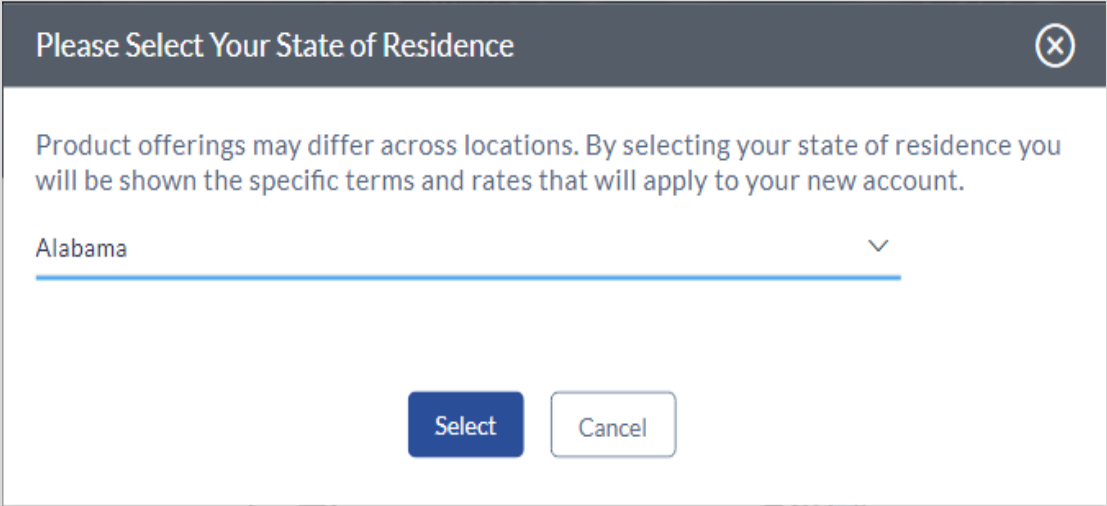 Please Select Your State of Residence
Product offerings may differ across locations. By selecting your state of residence you
will be shown the specific terms and rates that will apply to your new account.
Alabama
Select
Cancel